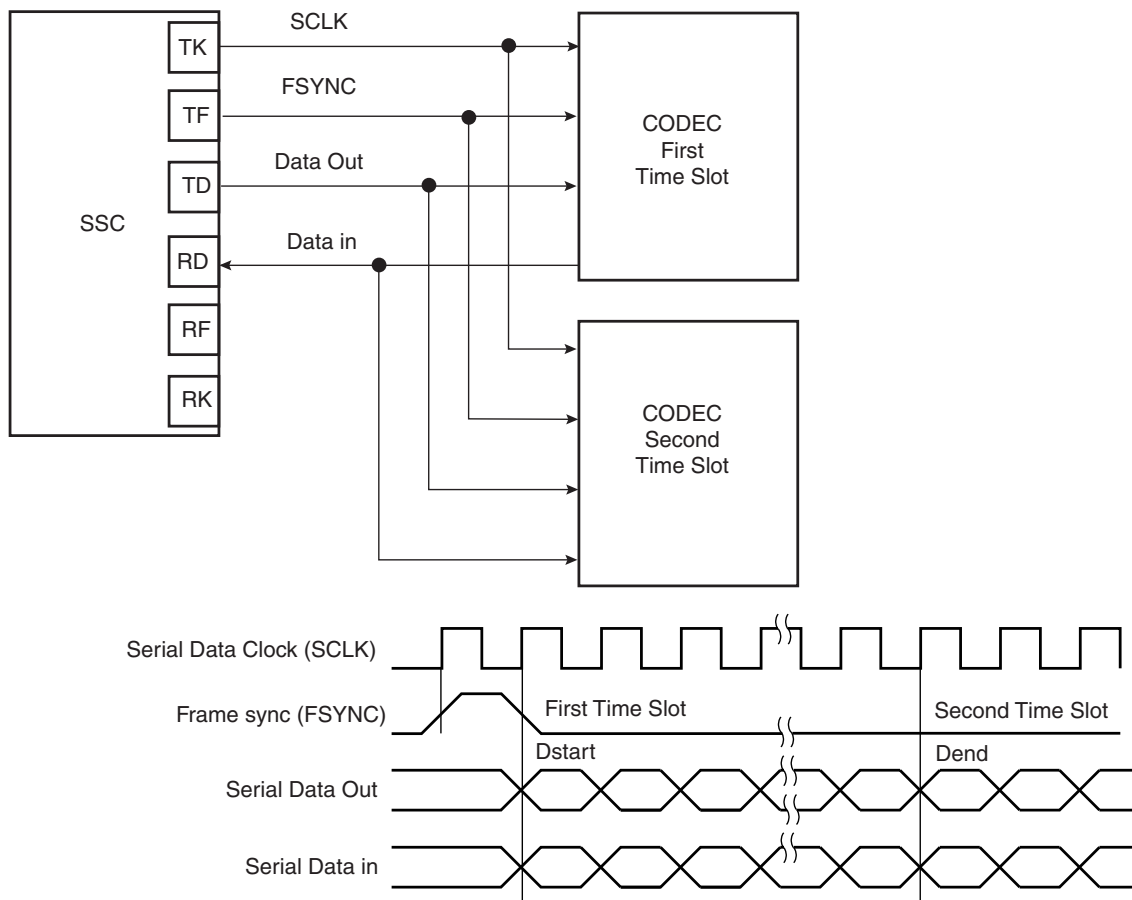 SSC
TK
TF
TD
RD
RF
RK
SCLK
FSYNC
Data Out
Data in
CODEC
First
Time Slot
CODEC
Second
Time Slot
Serial Data Clock (SCLK)
Frame sync (FSYNC)
First Time Slot
Second Time Slot
Dstart
Dend
Serial Data Out
Serial Data in